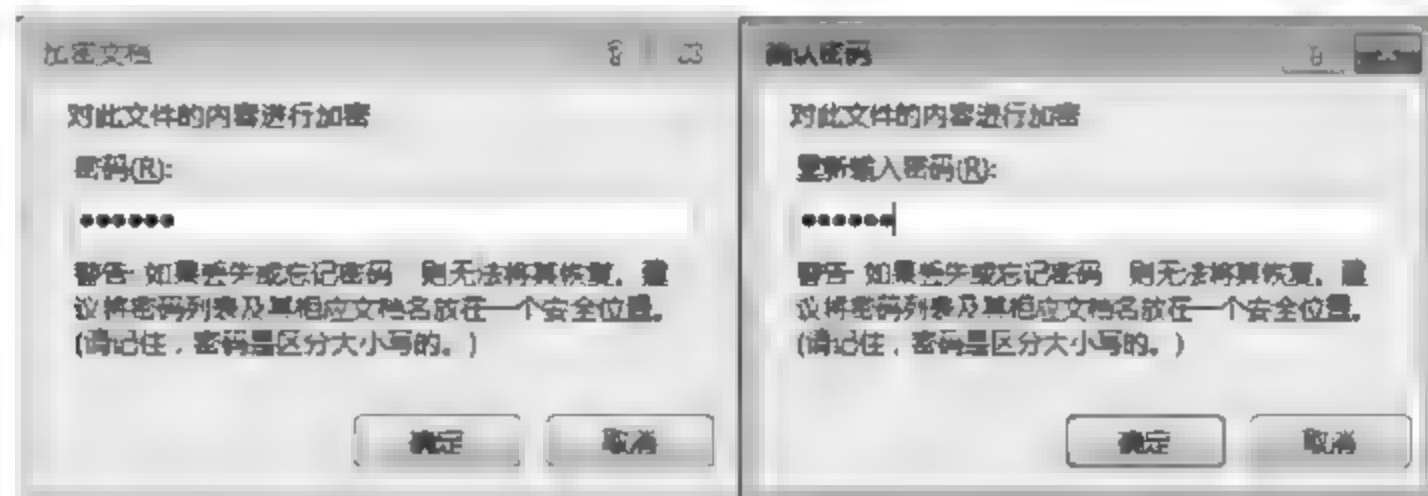 加密文档
对此文件的内容进行加密
密码(R):
●●●●●●
警告: 如果丢失或忘记密码，则无法将其恢复。建
议将密码列表及其相应文档名放在一个安全位置。
(请记住，密码是区分大小写的。)
确定
取消
确认密码
对此文件的内容进行加密
重新输入密码(R):
●●●●●●
警告: 如果丢失或忘记密码，则无法将其恢复。建
议将密码列表及其相应文档名放在一个安全位置。
(请记住，密码是区分大小写的。)
确定
取消